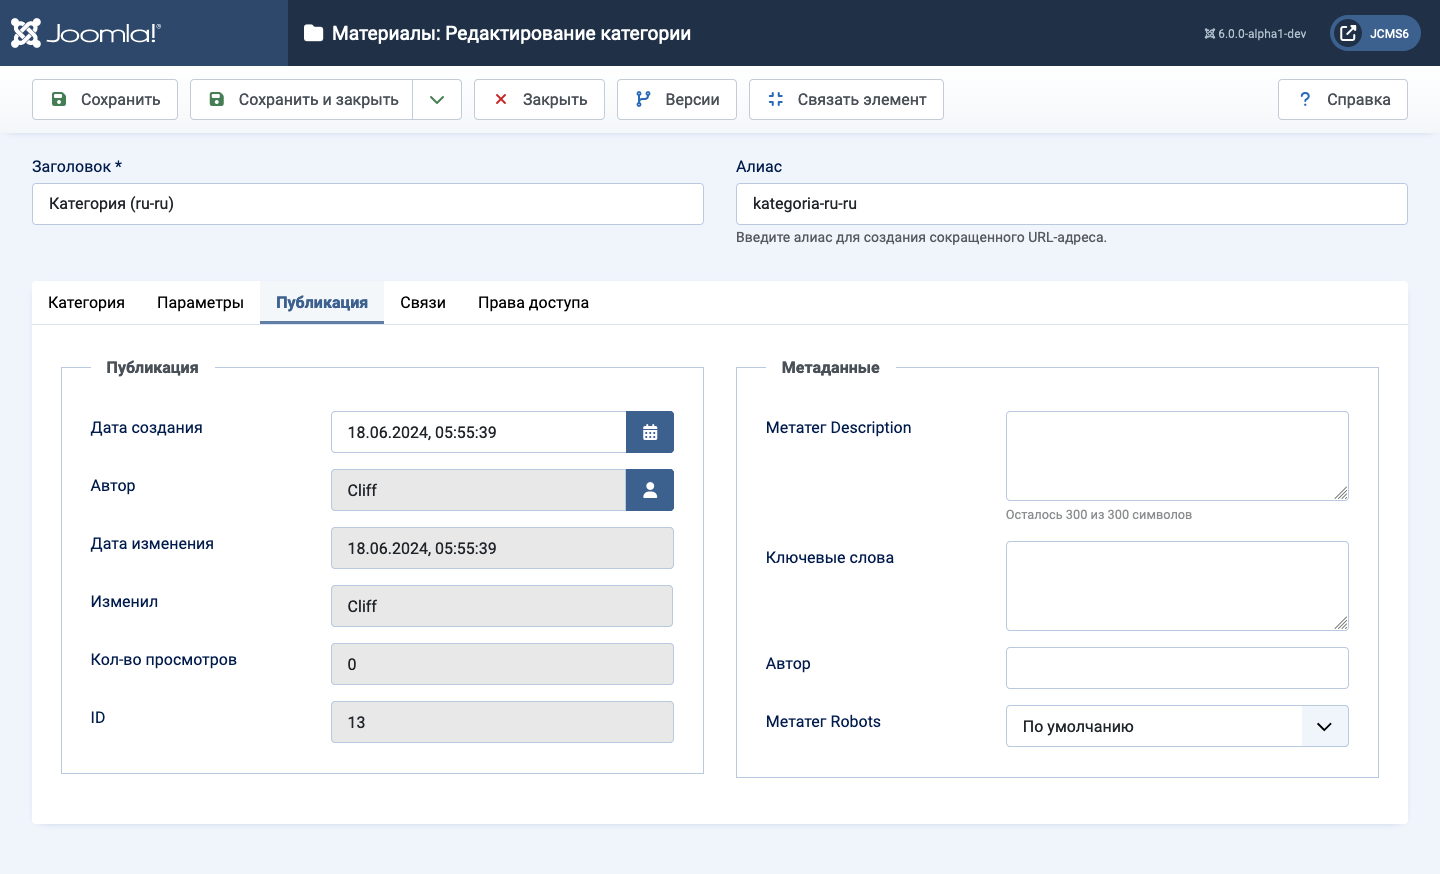 Joomla!®
Материалы: Редактирование категории
6.0.0-alpha1-dev
JCMS6
Сохранить
Сохранить и закрыть
Закрыть
Версии
Связать элемент
? Справка
Заголовок *
Алиас
Категория (ru-ru)
kategoria-ru-ru
Введите алиас для создания сокращенного URL-адреса.
Категория
Параметры
Публикация
Связи
Права доступа
Публикация
Дата создания
18.06.2024, 05:55:39
Автор
Cliff
Дата изменения
18.06.2024, 05:55:39
Изменил
Cliff
Кол-во просмотров
0
ID
13
Метаданные
Метатег Description
Осталось 300 из 300 символов
Ключевые слова
Автор
Метатег Robots
По умолчанию